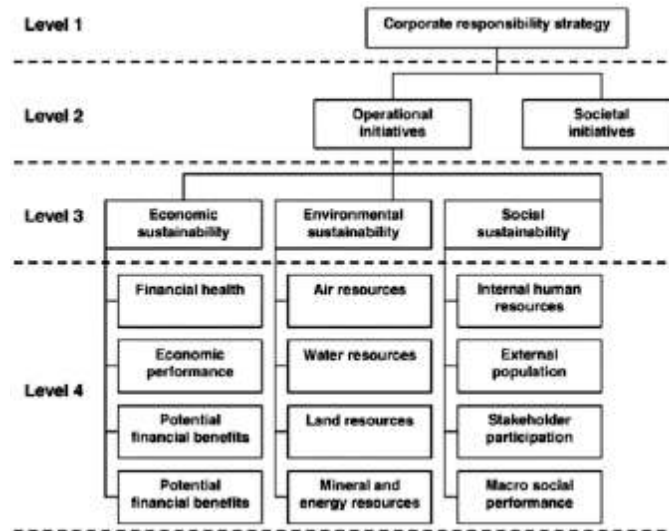 Level 1
Corporate responsibility strategy
Level 2
Operational
initiatives
Societal
initiatives
Level 3
Economic
sustainability
Environmental
sustainability
Social
sustainability
Level 4
Financial health
Air resources
Internal human
resources
Economic
performance
Water resources
External
population
Potential
financial benefits
Land resources
Stakeholder
participation
Potential
financial benefits
Mineral and
energy resources
Macro social
performance